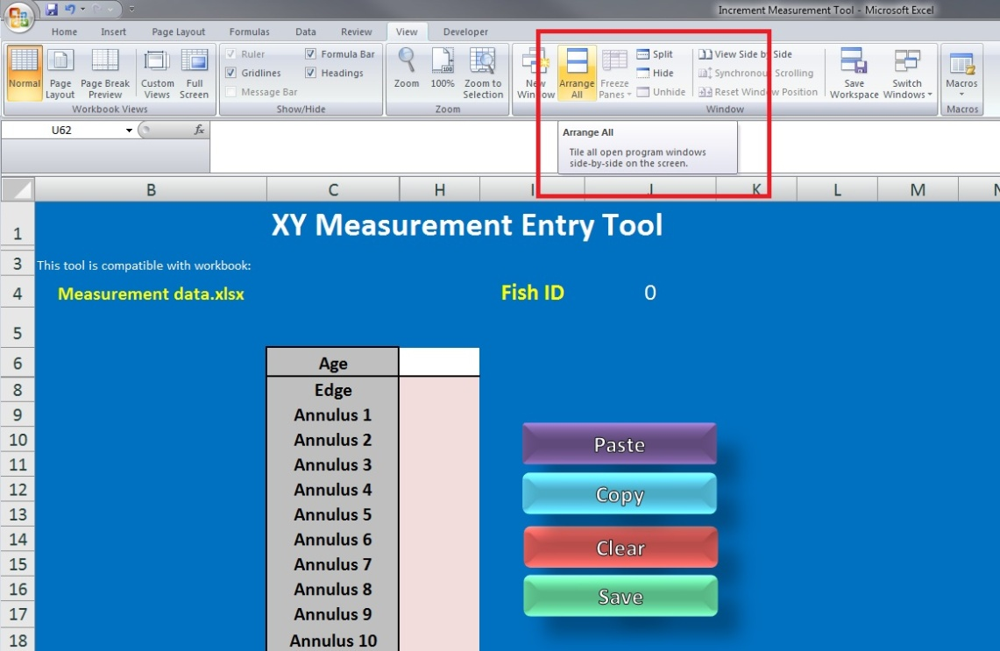 Increment Measurement Tool - Microsoft Excel
Home Insert Page Layout Formulas Data Review View Developer
Normal
Page Layout
Page Break Preview
Custom Views
Full Screen
Workbook Views
Ruler
Gridlines
Message Bar
Formula Bar
Headings
Show/Hide
Zoom
100%
Zoom to Selection
Zoom
New Window
Arrange All
Freeze Panes
Split
Hide
Unhide
View Side by Side
Synchronous Scrolling
Reset Window Position
Save Workspace
Switch Windows
Window
Macros
Macros
U62
fx
Arrange All
Tile all open program windows
side-by-side on the screen.
B C H I J K L M N
1 XY Measurement Entry Tool
3 This tool is compatible with workbook:
4 Measurement data.xlsx Fish ID 0
5
6 Age
8 Edge
9 Annulus 1
10 Annulus 2 Paste
11 Annulus 3
12 Annulus 4 Copy
13 Annulus 5
14 Annulus 6 Clear
15 Annulus 7
16 Annulus 8 Save
17 Annulus 9
18 Annulus 10